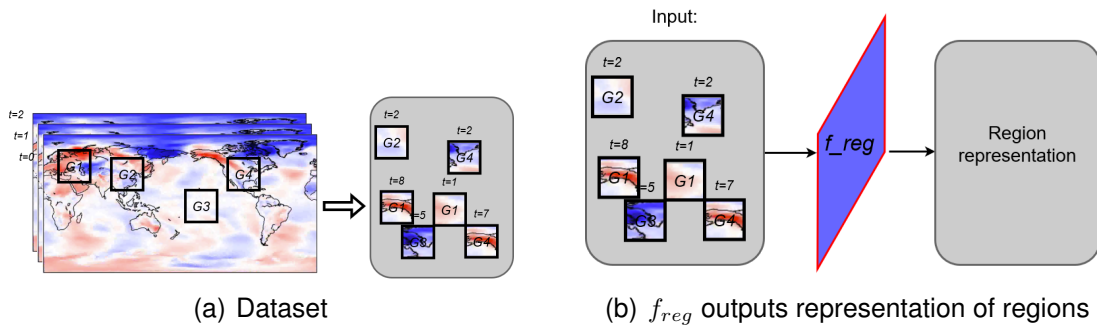 t=2
t=1
t=0
G1
G2
G3
G4
t=2
G2
t=2
G4
t=8
G1
=5
G3
t=1
G1
t=7
G4
(a) Dataset
Input:
t=2
G2
t=2
G4
t=8
G1
=5
G3
t=1
G1
t=7
G4
f_reg
Region
representation
(b) f_reg outputs representation of regions